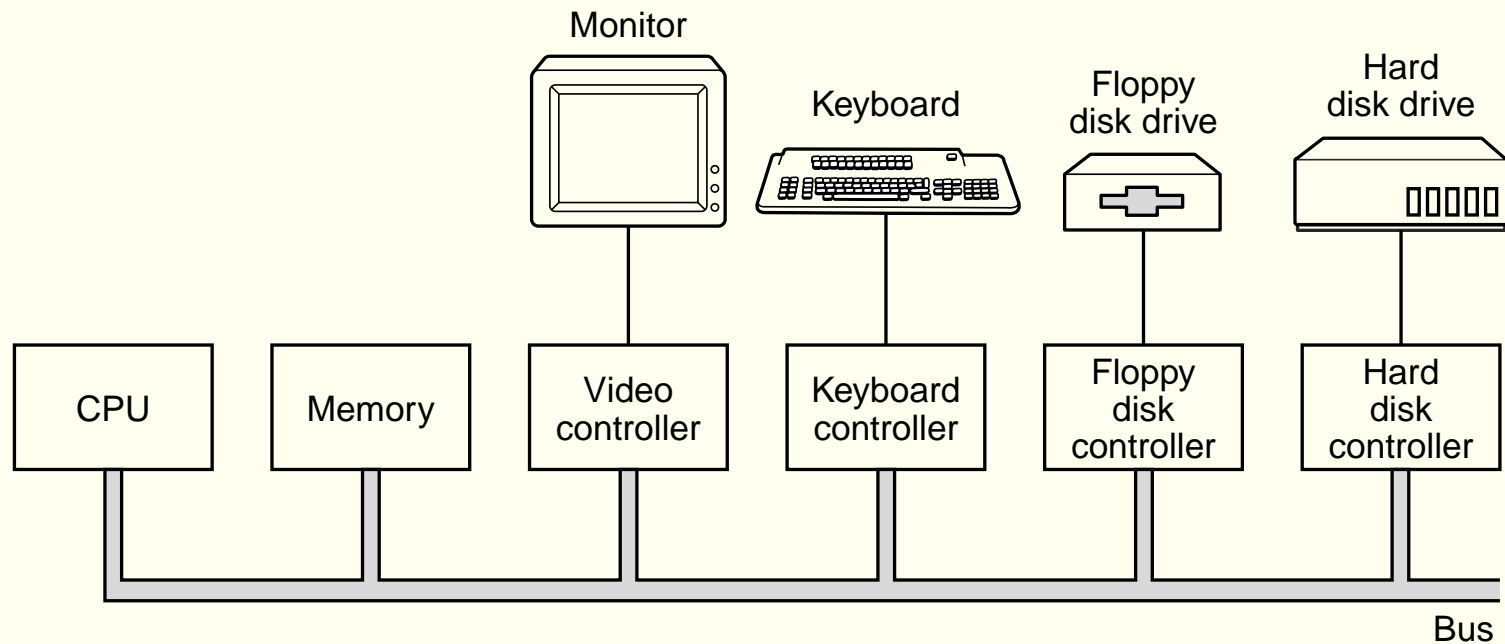 Monitor
Keyboard
Floppy
disk drive
Hard
disk drive
CPU
Memory
Video
controller
Keyboard
controller
Floppy
disk
controller
Hard
disk
controller
Bus